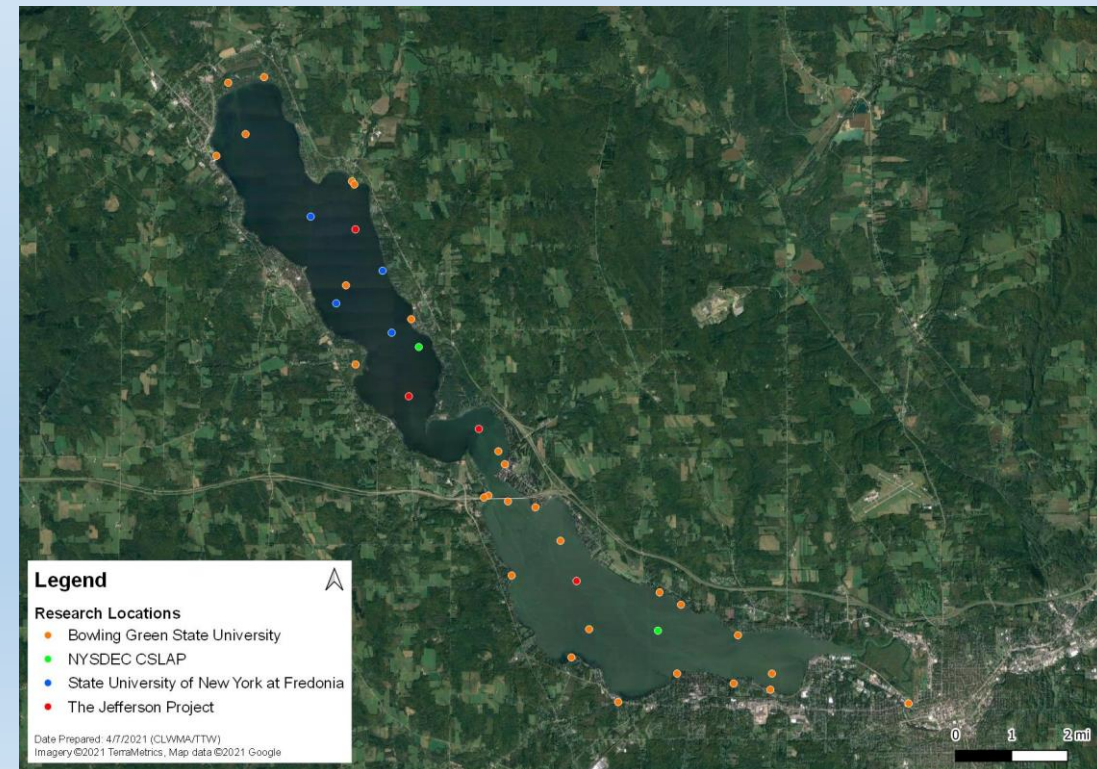 Legend
Research Locations
Bowling Green State University
NYSDEC CSLAP
State University of New York at Fredonia
The Jefferson Project
Date Prepared: 4/7/2021 (CLWMA/TTW)
Imagery ©2021 TerraMetrics, Map data ©2021 Google
0 1 2 mi